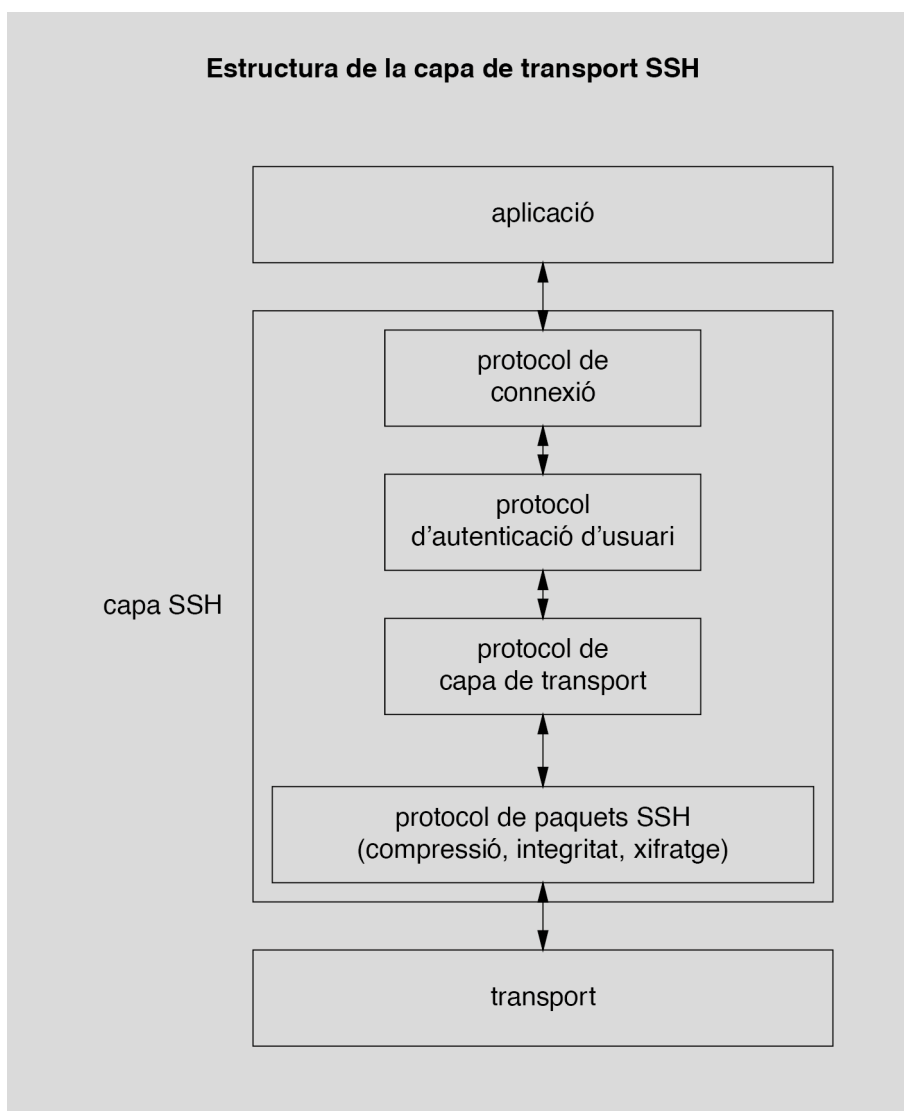 Estructura de la capa de transport SSH
aplicació
protocol de
connexió
protocol
d'autenticació d'usuari
capa SSH
protocol de
capa de transport
protocol de paquets SSH
(compressió, integritat, xifratge)
transport